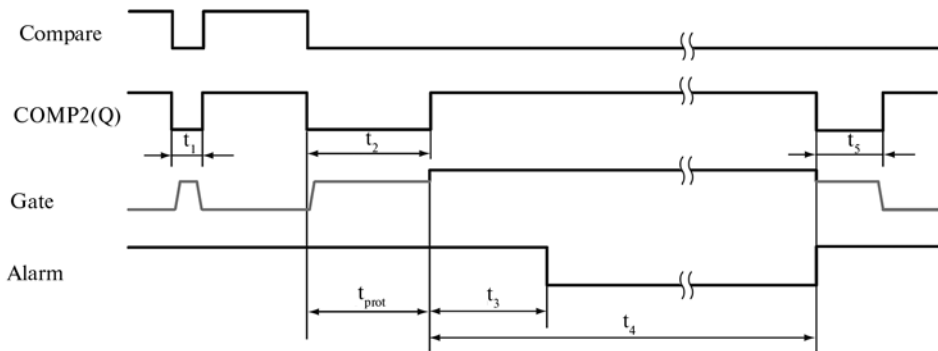 Compare
COMP2(Q)
t1
t2
t5
Gate
Alarm
tprot
t3
t4